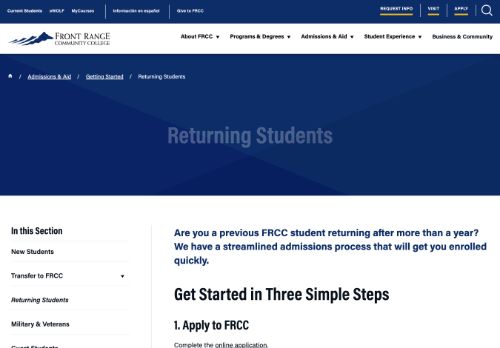 Current Students eWOLF MyCourses Información en español Give to FRCC REQUEST INFO VISIT APPLY
FRONT RANGE
COMMUNITY COLLEGE
About FRCC Programs & Degrees Admissions & Aid Student Experience Business & Community
/ Admissions & Aid / Getting Started / Returning Students
Returning Students
In this Section
New Students
Transfer to FRCC
Returning Students
Military & Veterans
Guest Students
Are you a previous FRCC student returning after more than a year?
We have a streamlined admissions process that will get you enrolled
quickly.
Get Started in Three Simple Steps
1. Apply to FRCC
Complete the online application.